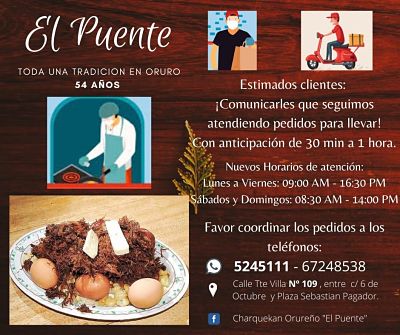 El Puente
TODA UNA TRADICION EN ORURO
54 AÑOS
Estimados clientes:
¡Comunicarles que seguimos
atendiendo pedidos para llevar!
Con anticipación de 30 min a 1 hora.
Nuevos Horarios de atención:
Lunes a Viernes: 09:00 AM - 16:30 PM
Sábados y Domingos: 08:30 AM - 14:00 PM
Favor coordinar los pedidos a los
teléfonos:
5245111 - 67248538
Calle Tte Villa Nº 109 , entre c/ 6 de
Octubre y Plaza Sebastian Pagador.
Charquekan Orureño "El Puente"